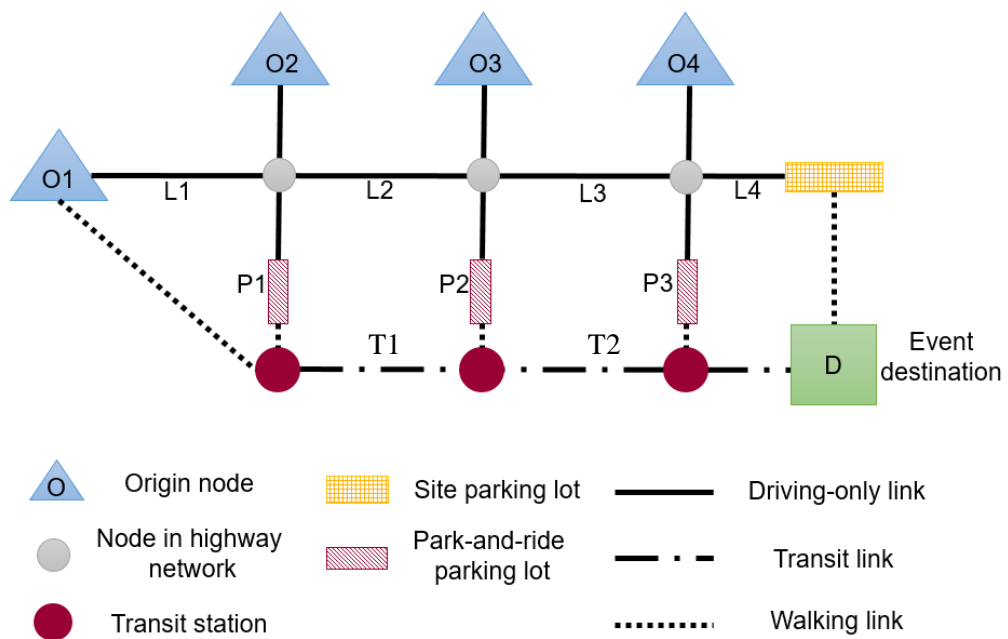 O2
O3
O4
O1
L1
L2
L3
L4
P1
P2
P3
T1
T2
D
Event
destination
O
Origin node
Site parking lot
Driving-only link
Node in highway
network
Park-and-ride
parking lot
Transit link
Transit station
Walking link